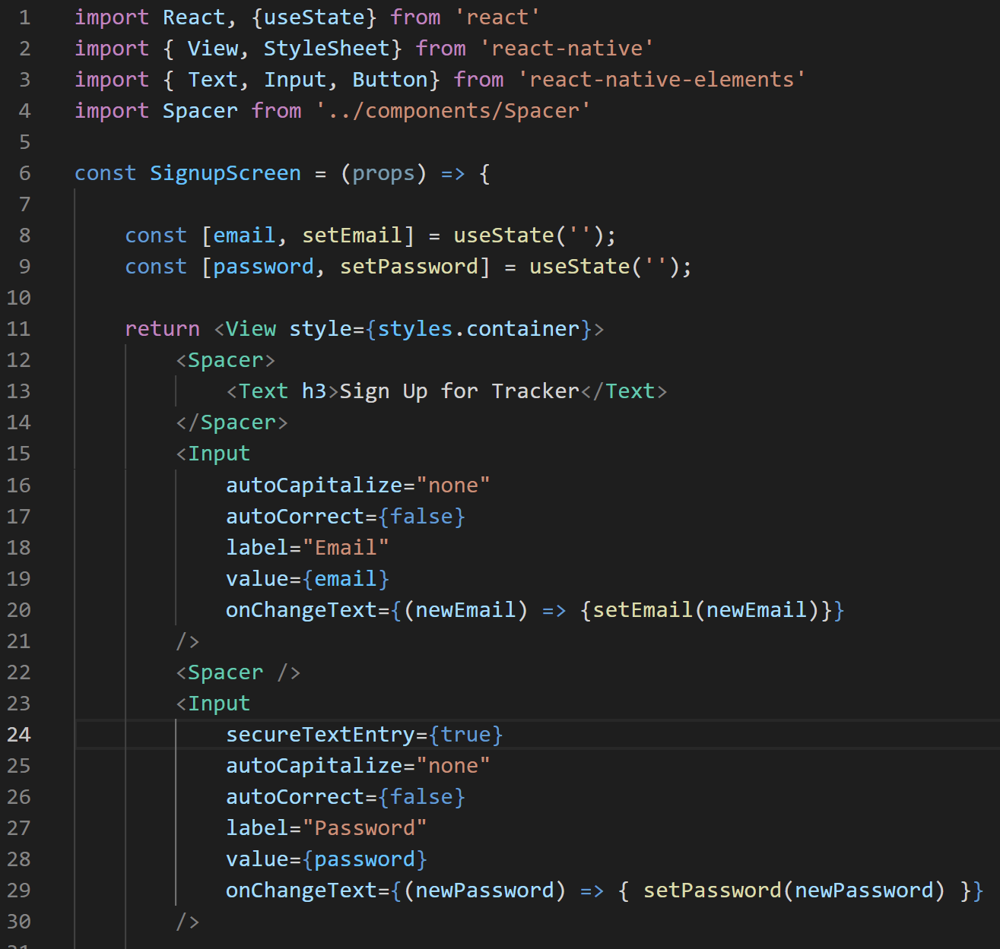 1 import React, {useState} from 'react'
2 import { View, StyleSheet} from 'react-native'
3 import { Text, Input, Button} from 'react-native-elements'
4 import Spacer from '../components/Spacer'
5
6 const SignupScreen = (props) => {
7
8     const [email, setEmail] = useState('');
9     const [password, setPassword] = useState('');
10
11     return <View style={styles.container}>
12         <Spacer>
13             <Text h3>Sign Up for Tracker</Text>
14         </Spacer>
15         <Input
16             autoCapitalize="none"
17             autoCorrect={false}
18             label="Email"
19             value={email}
20             onChangeText={(newEmail) => {setEmail(newEmail)}}
21         />
22         <Spacer />
23         <Input
24             secureTextEntry={true}
25             autoCapitalize="none"
26             autoCorrect={false}
27             label="Password"
28             value={password}
29             onChangeText={(newPassword) => { setPassword(newPassword) }}
30         />
31